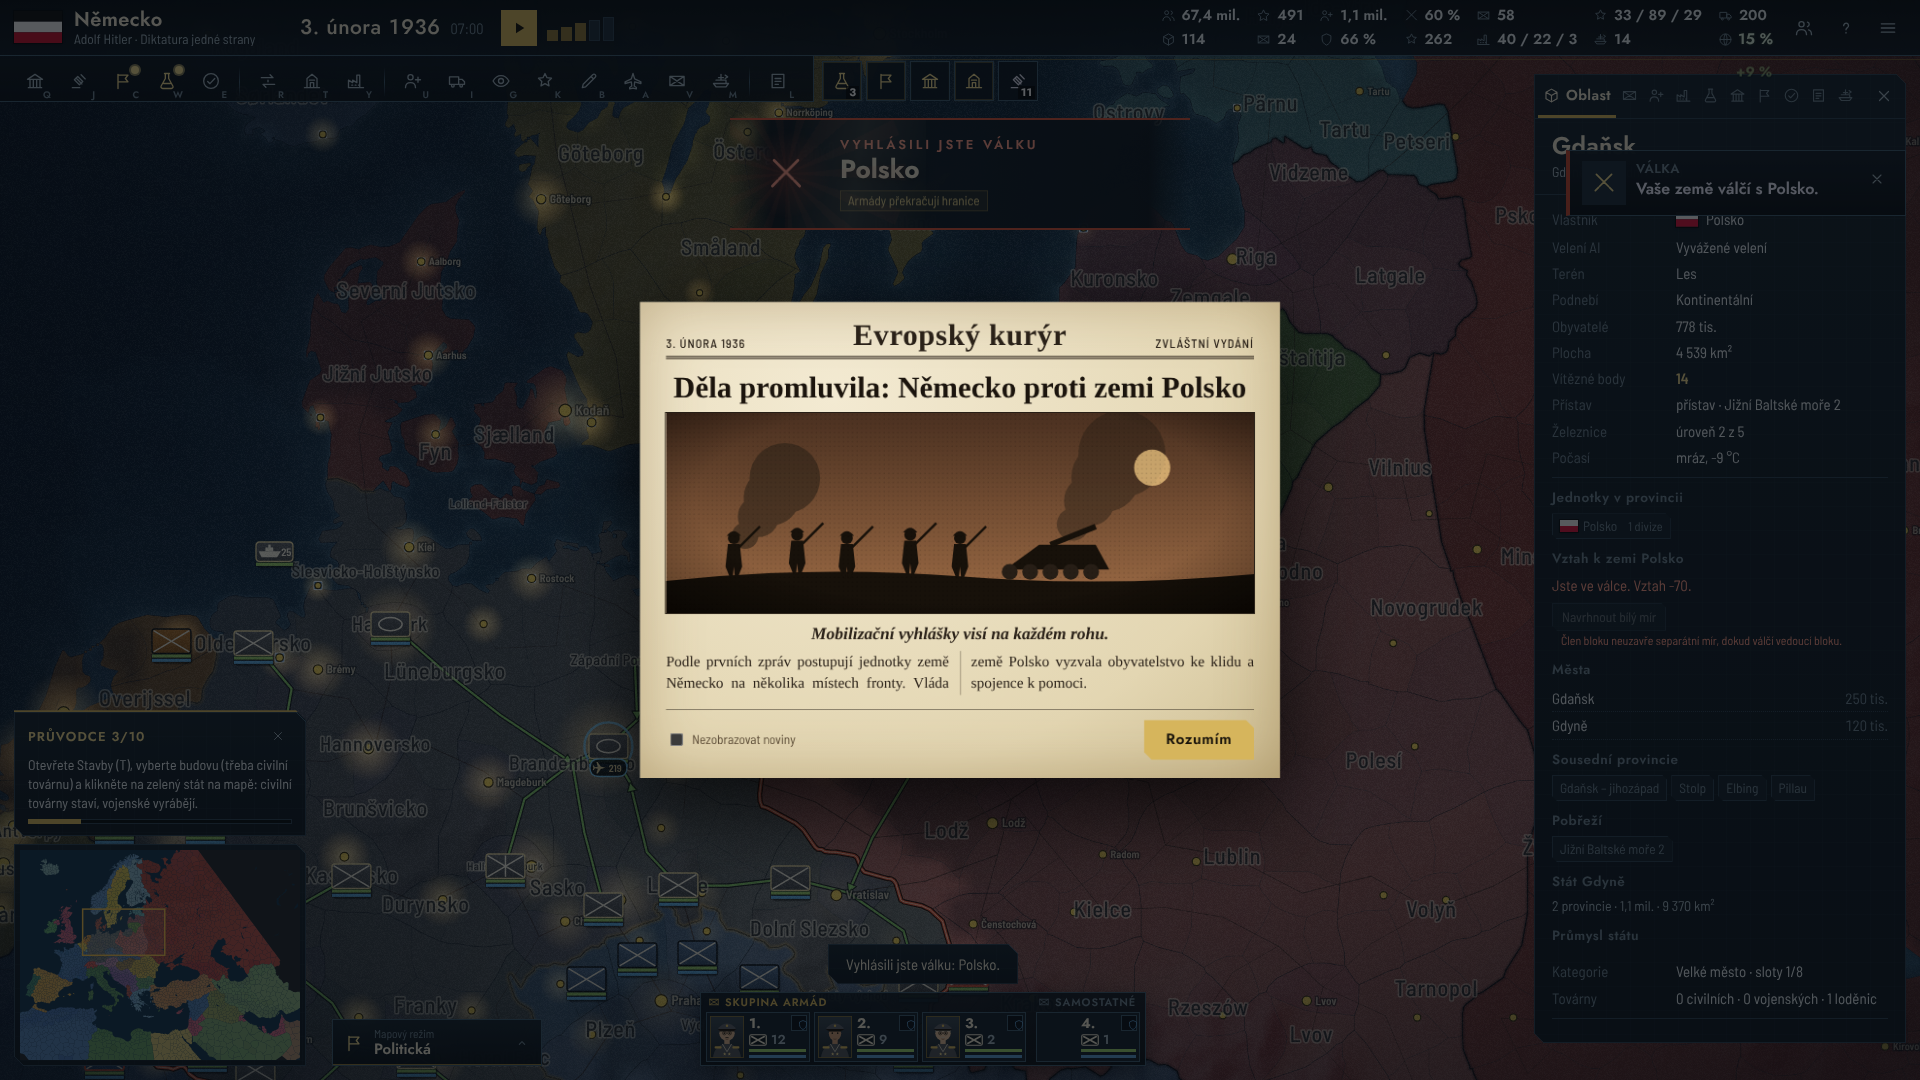 Německo
Adolf Hitler · Diktatura jedné strany
3. února 1936 07:00
67,4 mil. 491 1,1 mil. 60 % 58 33 / 89 / 29 200
114 24 66 % 262 40 / 22 / 3 14 15 %
+9 %
Q J C W E R T Y U I G K B A V M L 3 11
VYHLÁSILI JSTE VÁLKU
Polsko
Armády překračují hranice
Oblast
Gdaňsk
VÁLKA
Vaše země válčí s Polsko.
Vlastník Polsko
Velení AI Vyvážené velení
Terén Les
Podnebí Kontinentální
Obyvatelé 778 tis.
Plocha 4 539 km²
Vítězné body 14
Přístav přístav · Jižní Baltské moře 2
Železnice úroveň 2 z 5
Počasí mráz, -9 °C
Jednotky v provincii
Polsko 1 divize
Vztah k zemi Polsko
Jste ve válce. Vztah -70.
Navrhnout bílý mír
Člen bloku neuzavře separátní mír, dokud válčí vedoucí bloku.
Města
Gdaňsk 250 tis.
Gdyně 120 tis.
Sousední provincie
Gdaňsk - jihozápad Stolp Elbing Pillau
Pobřeží
Jižní Baltské moře 2
Stát Gdyně
2 provincie · 1,1 mil. · 9 370 km²
Průmysl státu
Kategorie Velké město · sloty 1/8
Továrny 0 civilních · 0 vojenských · 1 loděnic
3. ÚNORA 1936
Evropský kurýr
ZVLÁŠTNÍ VYDÁNÍ
Děla promluvila: Německo proti zemi Polsko
Mobilizační vyhlášky visí na každém rohu.
Podle prvních zpráv postupují jednotky země
Německo na několika místech fronty. Vláda
země Polsko vyzvala obyvatelstvo ke klidu a
spojence k pomoci.
Nezobrazovat noviny
Rozumím
Norrköping
Göteborg
Göteborg
Småland
Aalborg
Severní Jutsko
Aarhus
Jižní Jutsko
Kodaň
Sjælland
Fyn
Lolland-Falster
Kiel
Šlesvicko-Holštýnsko
Rostock
25
Brémy
Lüneburgsko
Overijssel
Hannoversko
219
Magdeburk
Brunšvicko
Sasko
Durynsko
Vratislav
Dolní Slezsko
Franky
Plzeň
Praha
Ostrovy
Pärnu
Tartu
Tartu
Petseri
Vidzeme
Riga
Kuronsko
Zemgale
Latgale
Vilnius
Novogrudek
Polesí
Lodž
Lodž
Radom
Lublin
Kielce
Čenstochová
Volyň
Rzeszów
Lvov
Lvov
Tarnopol
PRŮVODCE 3/10
Otevřete Stavby (T), vyberte budovu (třeba civilní
továrnu) a klikněte na zelený stát na mapě: civilní
továrny staví, vojenské vyrábějí.
Mapový režim
Politická
Vyhlásili jste válku: Polsko.
SKUPINA ARMÁD SAMOSTATNÉ
1. 12
2. 9
3. 2
4. 1